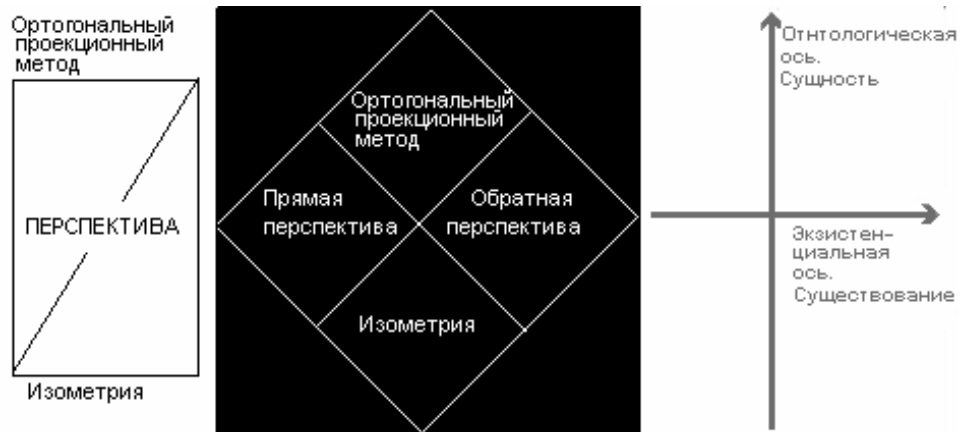 Ортогональный
проекционный
метод
ПЕРСПЕКТИВА
Изометрия
Ортогональный
проекционный
метод
Прямая
перспектива
Обратная
перспектива
Изометрия
Отнтологическая
ось.
Сущность
Экзистен-
циальная
ось.
Существование